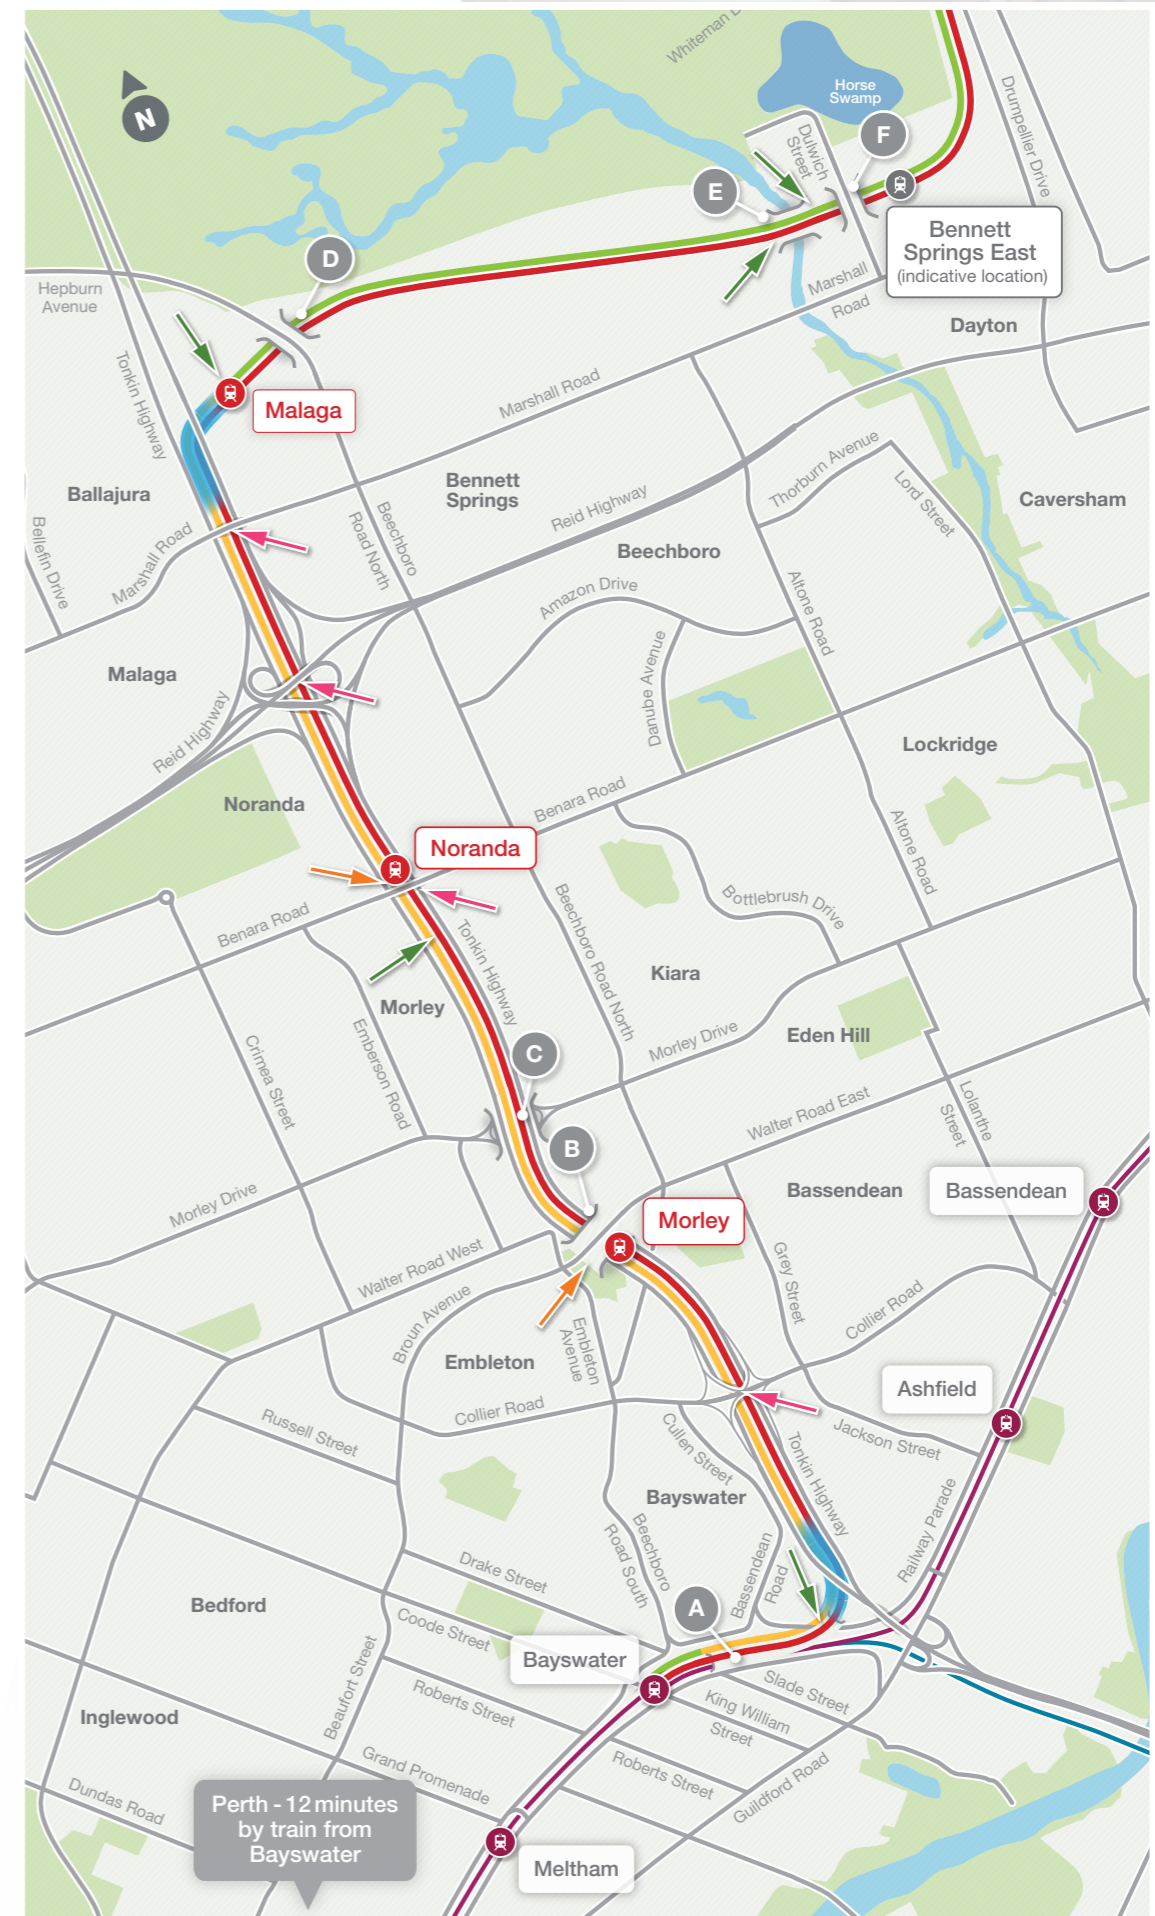 Whiteman D
Drumpellier Drive
Horse
Swamp
N
Dulwich
Street
F
E
Bennett
Springs East
(indicative location)
D
Marshall
Road
Hepburn
Avenue
Dayton
Tonkin Highway
Malaga
Marshall Road
Ballajura
Bennett
Springs
Thorburn Avenue
Lord Street
Caversham
Reid Highway
Beechboro
Road North
Bellefin Drive
Marshall Road
Beechboro
Amazon Drive
Altone Road
Malaga
Danube Avenue
Reid Highway
Lockridge
Noranda
Benara Road
Noranda
Altone Road
Bottlebrush Drive
Benara Road
Beechboro Road North
Tonkin Highway
Kiara
Morley
Crimea Street
Emberson Road
Morley Drive
Eden Hill
C
Walter Road East
Lolanthe
Street
B
Morley Drive
Bassendean
Bassendean
Morley
Walter Road West
Grey Street
Collier Road
Broun Avenue
Embleton
Avenue
Embleton
Ashfield
Collier Road
Russell Street
Cullen Street
Tonkin Highway
Jackson Street
Bayswater
Railway Parade
Beechboro
Road South
Bassendean
Road
Drake Street
Bedford
A
Coode Street
Bayswater
Beaufort Street
Slade Street
Roberts Street
King William
Street
Inglewood
Grand Promenade
Roberts Street
Guildford Road
Dundas Road
Perth - 12 minutes
by train from
Bayswater
Meltham